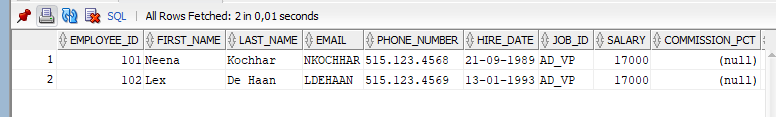 SQL | All Rows Fetched: 2 in 0,01 seconds
EMPLOYEE_ID FIRST_NAME LAST_NAME EMAIL PHONE_NUMBER HIRE_DATE JOB_ID SALARY COMMISSION_PCT
1 101 Neena Kochhar NKOCHHAR 515.123.4568 21-09-1989 AD_VP 17000 (null)
2 102 Lex De Haan LDEHAAN 515.123.4569 13-01-1993 AD_VP 17000 (null)